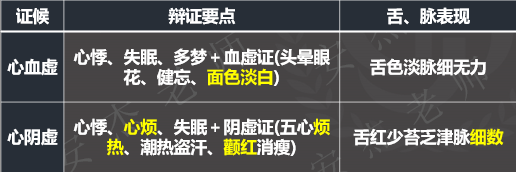 证候 辩证要点 舌、脉表现
心血虚 心悸、失眠、多梦＋血虚证(头晕眼
花、健忘、面色淡白) 舌色淡脉细无力
心阴虚 心悸、心烦、失眠＋阴虚证(五心烦
热、潮热盗汗、颧红消瘦) 舌红少苔乏津脉细数